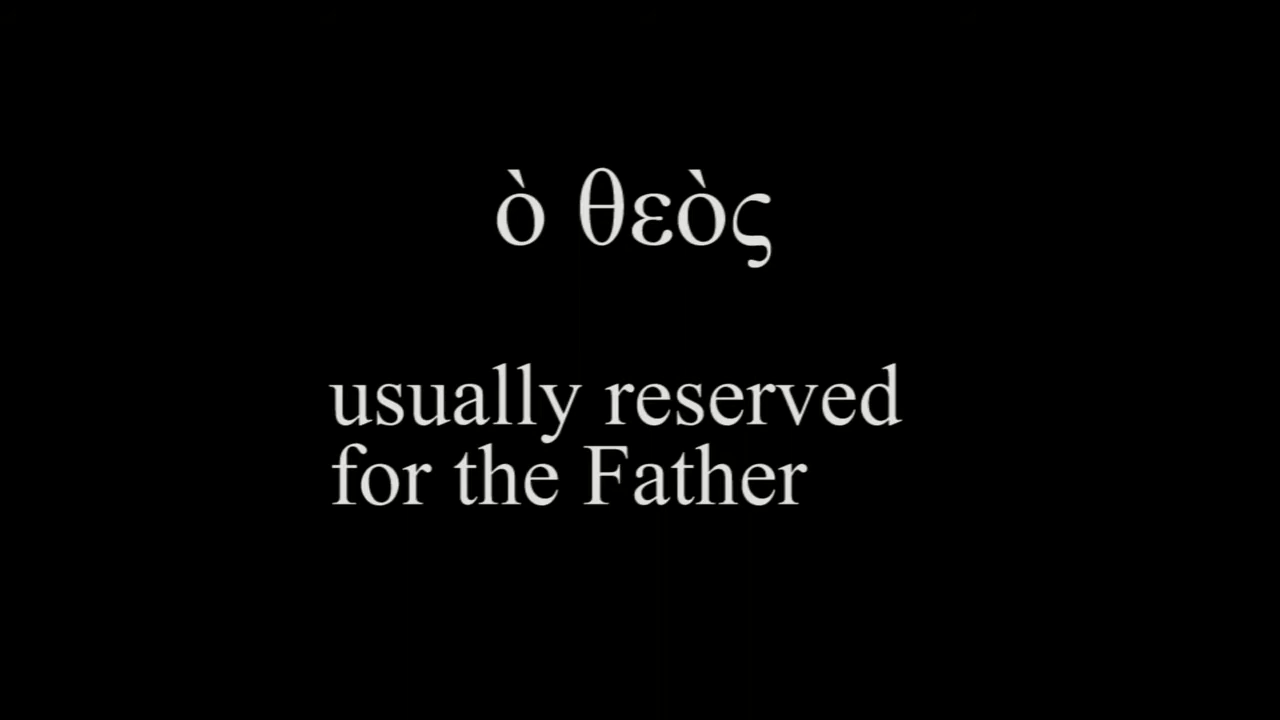 ὸ θεὸς
usually reserved
for the Father